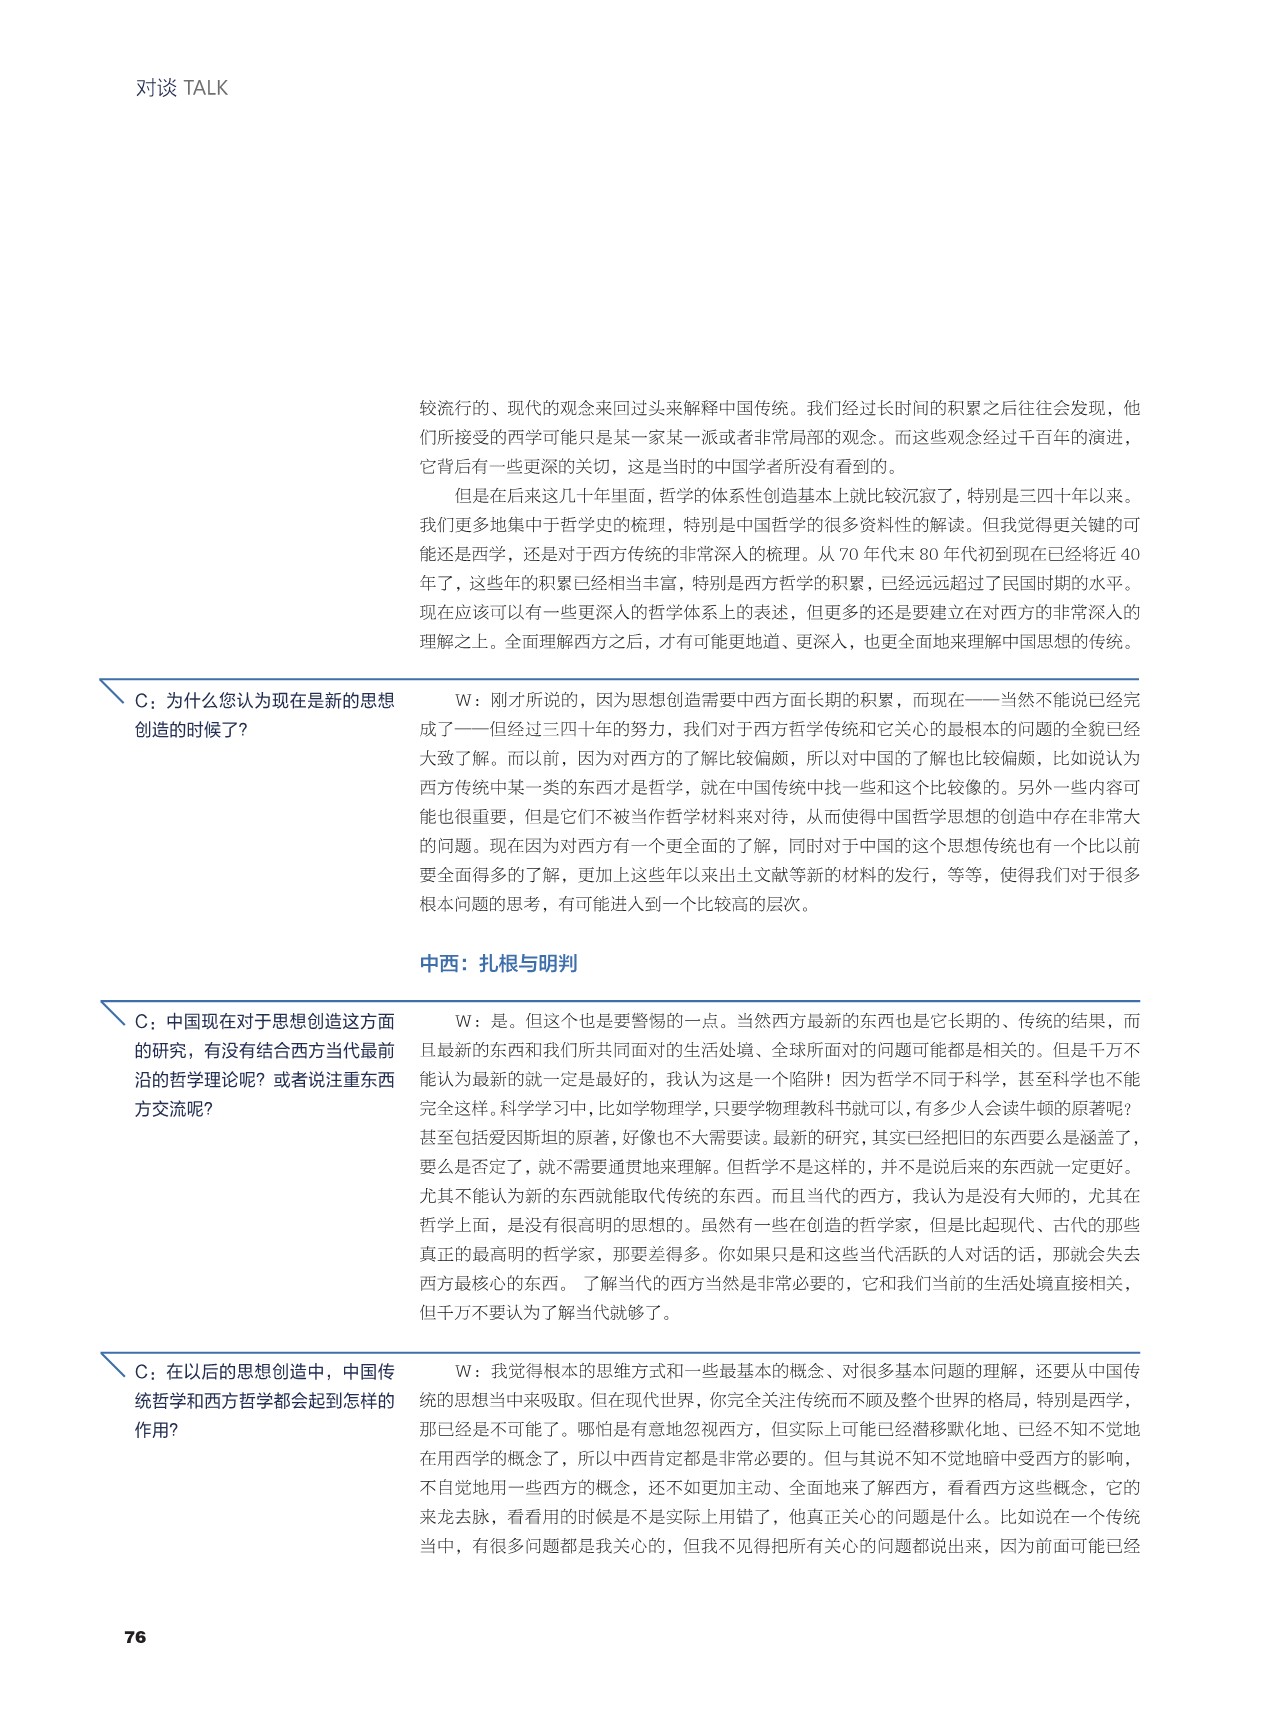 对谈 TALK
较流行的、现代的观念来回过头来解释中国传统。我们经过长时间的积累之后往往会发现，他
们所接受的西学可能只是某一家某一派或者非常局部的观念。而这些观念经过千百年的演进，
它背后有一些更深的关切，这是当时的中国学者所没有看到的。
但是在后来这几十年里面，哲学的体系性创造基本上就比较沉寂了，特别是三四十年以来。
我们更多地集中于哲学史的梳理，特别是中国哲学的很多资料性的解读。但我觉得更关键的可
能还是西学，还是对于西方传统的非常深入的梳理。从 70 年代末 80 年代初到现在已经将近 40
年了，这些年的积累已经相当丰富，特别是西方哲学的积累，已经远远超过了民国时期的水平。
现在应该可以有一些更深入的哲学体系上的表述，但更多的还是要建立在对西方的非常深入的
理解之上。全面理解西方之后，才有可能更地道、更深入，也更全面地来理解中国思想的传统。
C：为什么您认为现在是新的思想
创造的时候了？
W：刚才所说的，因为思想创造需要中西方面长期的积累，而现在——当然不能说已经完
成了——但经过三四十年的努力，我们对于西方哲学传统和它关心的最根本的问题的全貌已经
大致了解。而以前，因为对西方的了解比较偏颇，所以对中国的了解也比较偏颇，比如说认为
西方传统中某一类的东西才是哲学，就在中国传统中找一些和这个比较像的。另外一些内容可
能也很重要，但是它们不被当作哲学材料来对待，从而使得中国哲学思想的创造中存在非常大
的问题。现在因为对西方有一个更全面的了解，同时对于中国的这个思想传统也有一个比以前
要全面得多的了解，更加上这些年以来出土文献等新的材料的发行，等等，使得我们对于很多
根本问题的思考，有可能进入到一个比较高的层次。
中西：扎根与明判
C：中国现在对于思想创造这方面
的研究，有没有结合西方当代最前
沿的哲学理论呢？或者说注重东西
方交流呢？
W：是。但这个也是要警惕的一点。当然西方最新的东西也是它长期的、传统的结果，而
且最新的东西和我们所共同面对的生活处境、全球所面对的问题可能都是相关的。但是千万不
能认为最新的就一定是最好的，我认为这是一个陷阱！因为哲学不同于科学，甚至科学也不能
完全这样。科学学习中，比如学物理学，只要学物理教科书就可以，有多少人会读牛顿的原著呢？
甚至包括爱因斯坦的原著，好像也不大需要读。最新的研究，其实已经把旧的东西要么是涵盖了，
要么是否定了，就不需要通贯地来理解。但哲学不是这样的，并不是说后来的东西就一定更好。
尤其不能认为新的东西就能取代传统的东西。而且当代的西方，我认为是没有大师的，尤其在
哲学上面，是没有很高明的思想的。虽然有一些在创造的哲学家，但是比起现代、古代的那些
真正的最高明的哲学家，那要差得多。你如果只是和这些当代活跃的人对话的话，那就会失去
西方最核心的东西。 了解当代的西方当然是非常必要的，它和我们当前的生活处境直接相关，
但千万不要认为了解当代就够了。
C：在以后的思想创造中，中国传
统哲学和西方哲学都会起到怎样的
作用？
W：我觉得根本的思维方式和一些最基本的概念、对很多基本问题的理解，还要从中国传
统的思想当中来吸取。但在现代世界，你完全关注传统而不顾及整个世界的格局，特别是西学，
那已经是不可能了。哪怕是有意地忽视西方，但实际上可能已经潜移默化地、已经不知不觉地
在用西学的概念了，所以中西肯定都是非常必要的。但与其说不知不觉地暗中受西方的影响，
不自觉地用一些西方的概念，还不如更加主动、全面地来了解西方，看看西方这些概念，它的
来龙去脉，看看用的时候是不是实际上用错了，他真正关心的问题是什么。比如说在一个传统
当中，有很多问题都是我关心的，但我不见得把所有关心的问题都说出来，因为前面可能已经
76